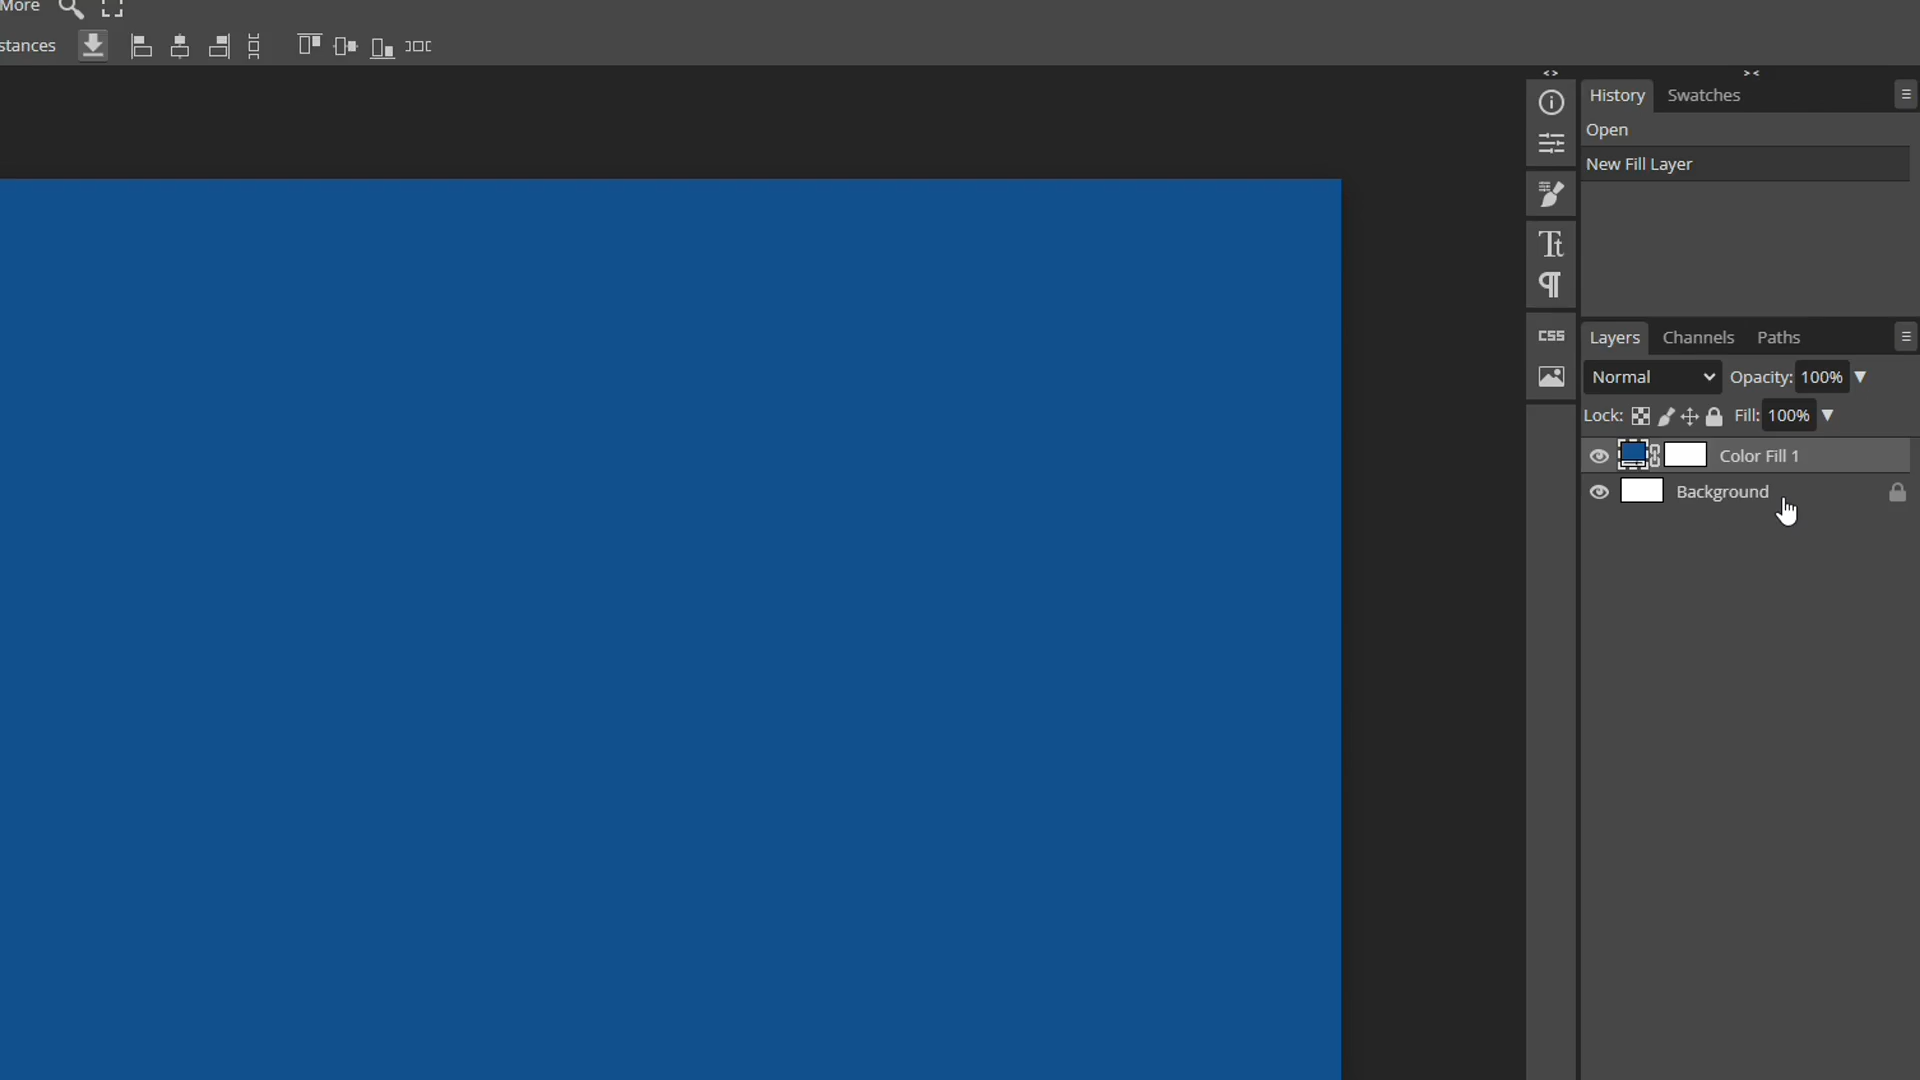 More
stances
History Swatches
Open
New Fill Layer
CSS
Layers Channels Paths
Normal Opacity: 100%
Lock: Fill: 100%
Color Fill 1
Background